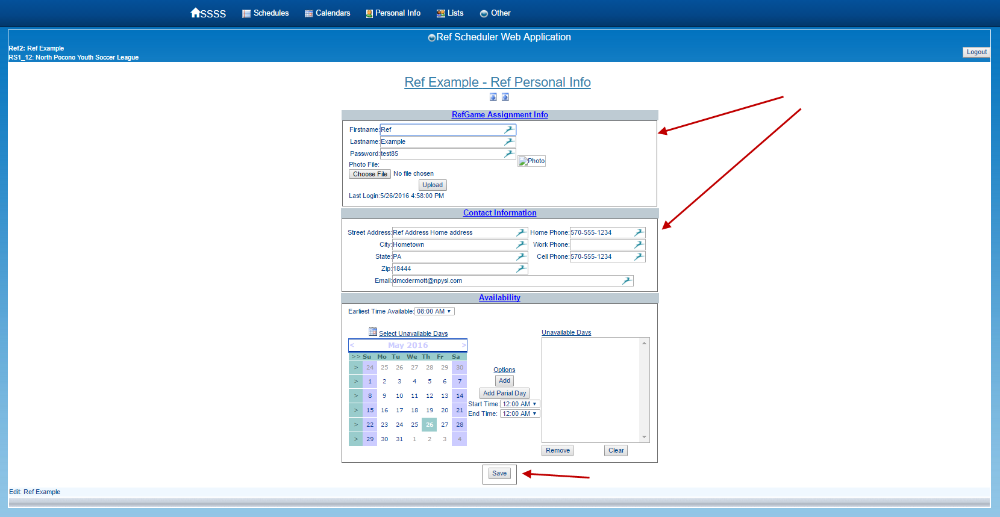 SSSS Schedules Calendars Personal Info Lists Other
Ref Scheduler Web Application
Ref2: Ref Example
RS1_12: North Pocono Youth Soccer League
Logout
Ref Example - Ref Personal Info
RefGame Assignment Info
Firstname: Ref
Lastname: Example
Password: test85
Photo
Photo File:
Choose File No file chosen
Upload
Last Login:5/26/2016 4:58:00 PM
Contact Information
Street Address: Ref Address Home address Home Phone: 570-555-1234
City: Hometown Work Phone:
State: PA Cell Phone: 570-555-1234
Zip: 18444
Email: dmcdermott@npysl.com
Availability
Earliest Time Available: 08:00 AM
Select Unavailable Days
< May 2016 >
>> Su Mo Tu We Th Fr Sa
> 24 25 26 27 28 29 30
> 1 2 3 4 5 6 7
> 8 9 10 11 12 13 14
> 15 16 17 18 19 20 21
> 22 23 24 25 26 27 28
> 29 30 31 1 2 3 4
Options
Add
Add Parial Day
Start Time: 12:00 AM
End Time: 12:00 AM
Unavailable Days
Remove Clear
Save
Edit: Ref Example